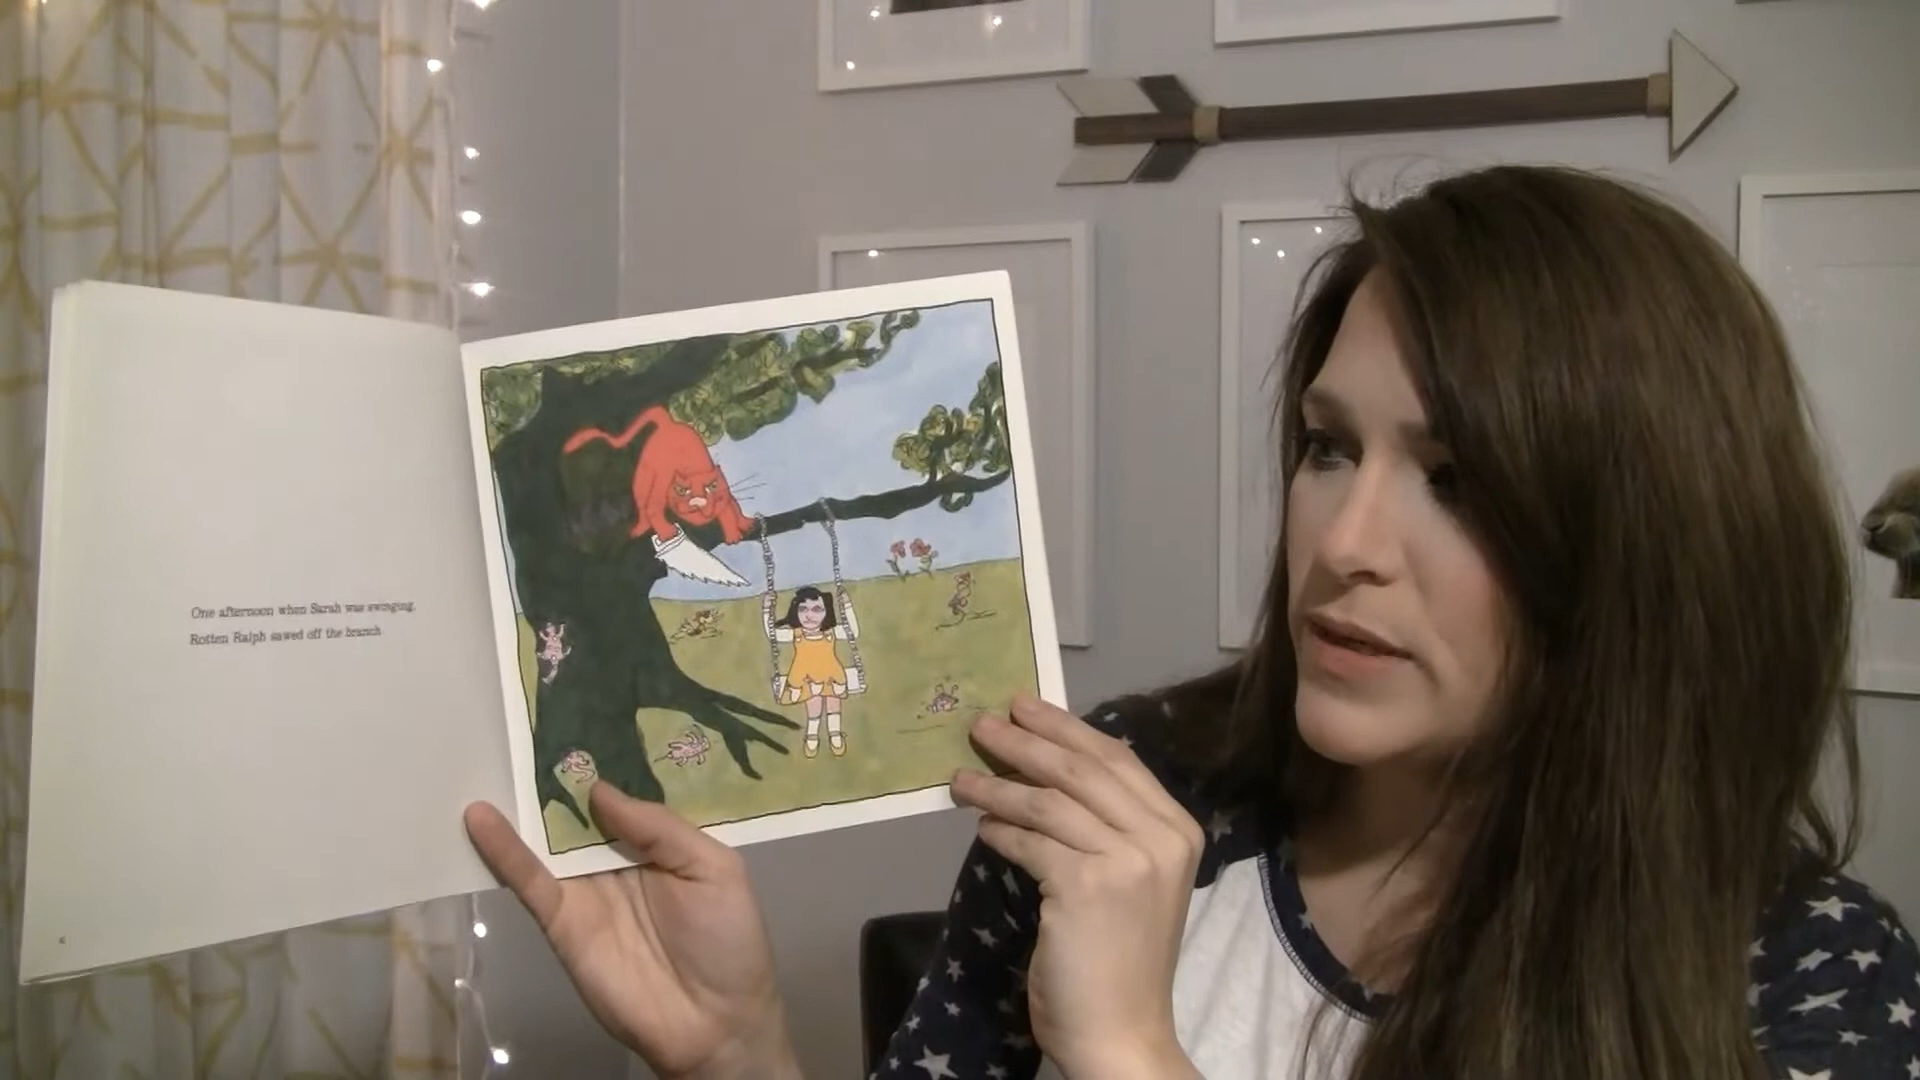 One afternoon when Sarah was swinging,
Rotten Ralph sawed off the branch